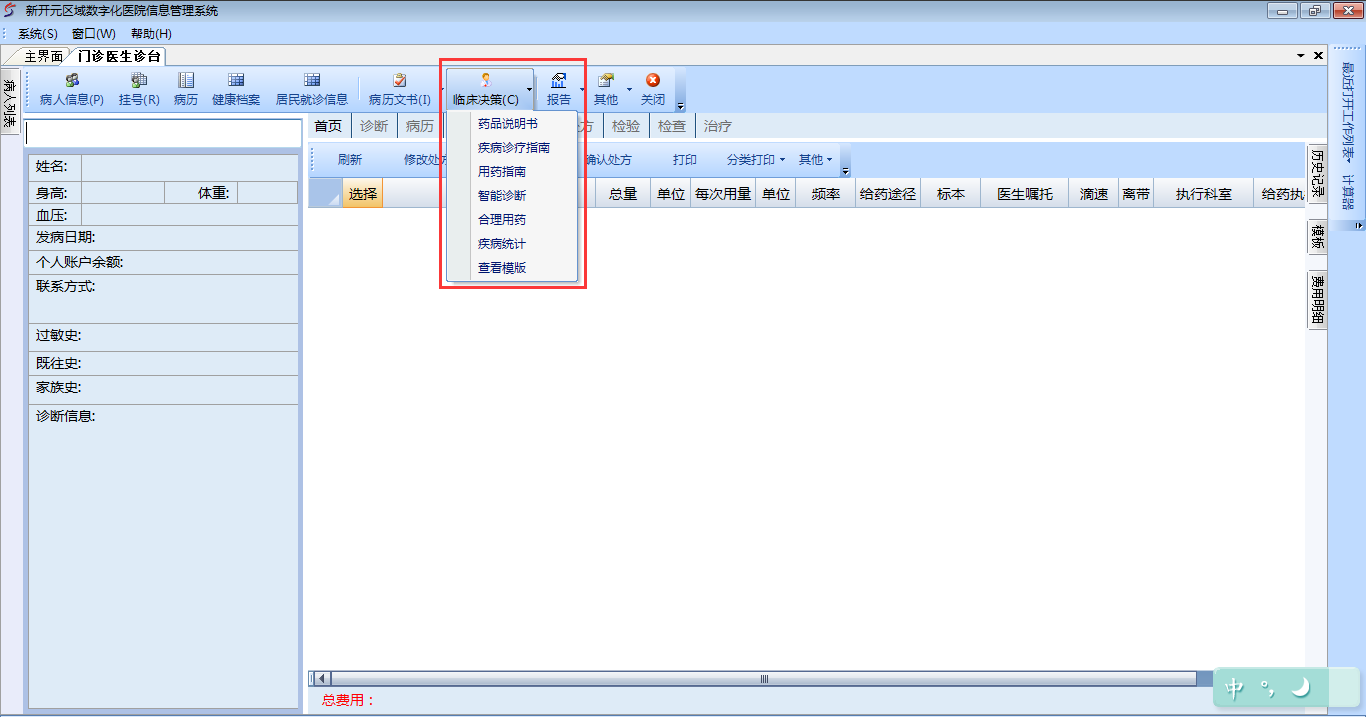 新开元区域数字化医院信息管理系统
系统(S) 窗口(W) 帮助(H)
主界面 门诊医生诊台
病人列表
病人信息(P) 挂号(R) 病历 健康档案 居民就诊信息 病历文书(I) 临床决策(C) 报告 其他 关闭
药品说明书
疾病诊疗指南
用药指南
智能诊断
合理用药
疾病统计
查看模版
首页 诊断 病历 方 检验 检查 治疗
刷新 修改处方 确认处方 打印 分类打印 其他
选择 总量 单位 每次用量 单位 频率 给药途径 标本 医生嘱托 滴速 离带 执行科室 给药执
姓名:
身高: 体重:
血压:
发病日期:
个人账户余额:
联系方式:
过敏史:
既往史:
家族史:
诊断信息:
总费用：
历史记录
模板
费用明细
最近打开工作列表
计算器
中 °,